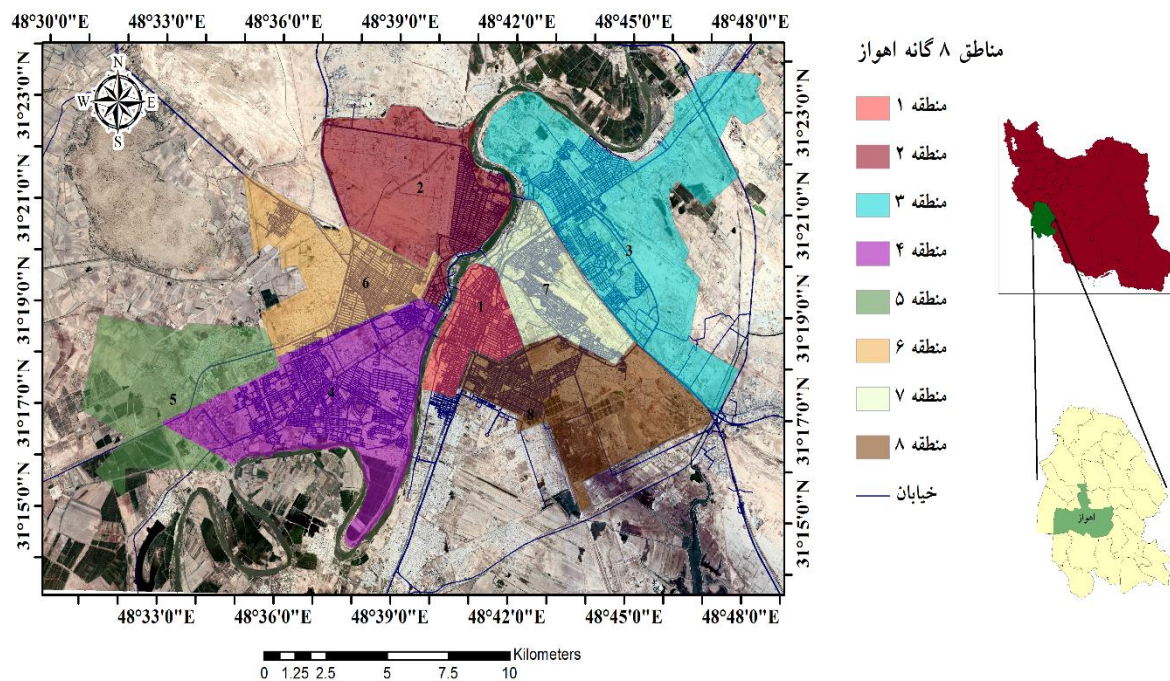 48°30'0"E 48°33'0"E 48°36'0"E 48°39'0"E 48°42'0"E 48°45'0"E 48°48'0"E
31°23'0"N
31°21'0"N
31°19'0"N
31°17'0"N
31°15'0"N
N
W E
S
2
3
6
7
1
4
5
8
31°23'0"N
31°21'0"N
31°19'0"N
31°17'0"N
31°15'0"N
48°33'0"E 48°36'0"E 48°39'0"E 48°42'0"E 48°45'0"E 48°48'0"E
Kilometers
0 1.25 2.5 5 7.5 10
مناطق ۸ گانه اهواز
منطقه ۱
منطقه ۲
منطقه ۳
منطقه ۴
منطقه ۵
منطقه ۶
منطقه ۷
منطقه ۸
خیابان
اهواز